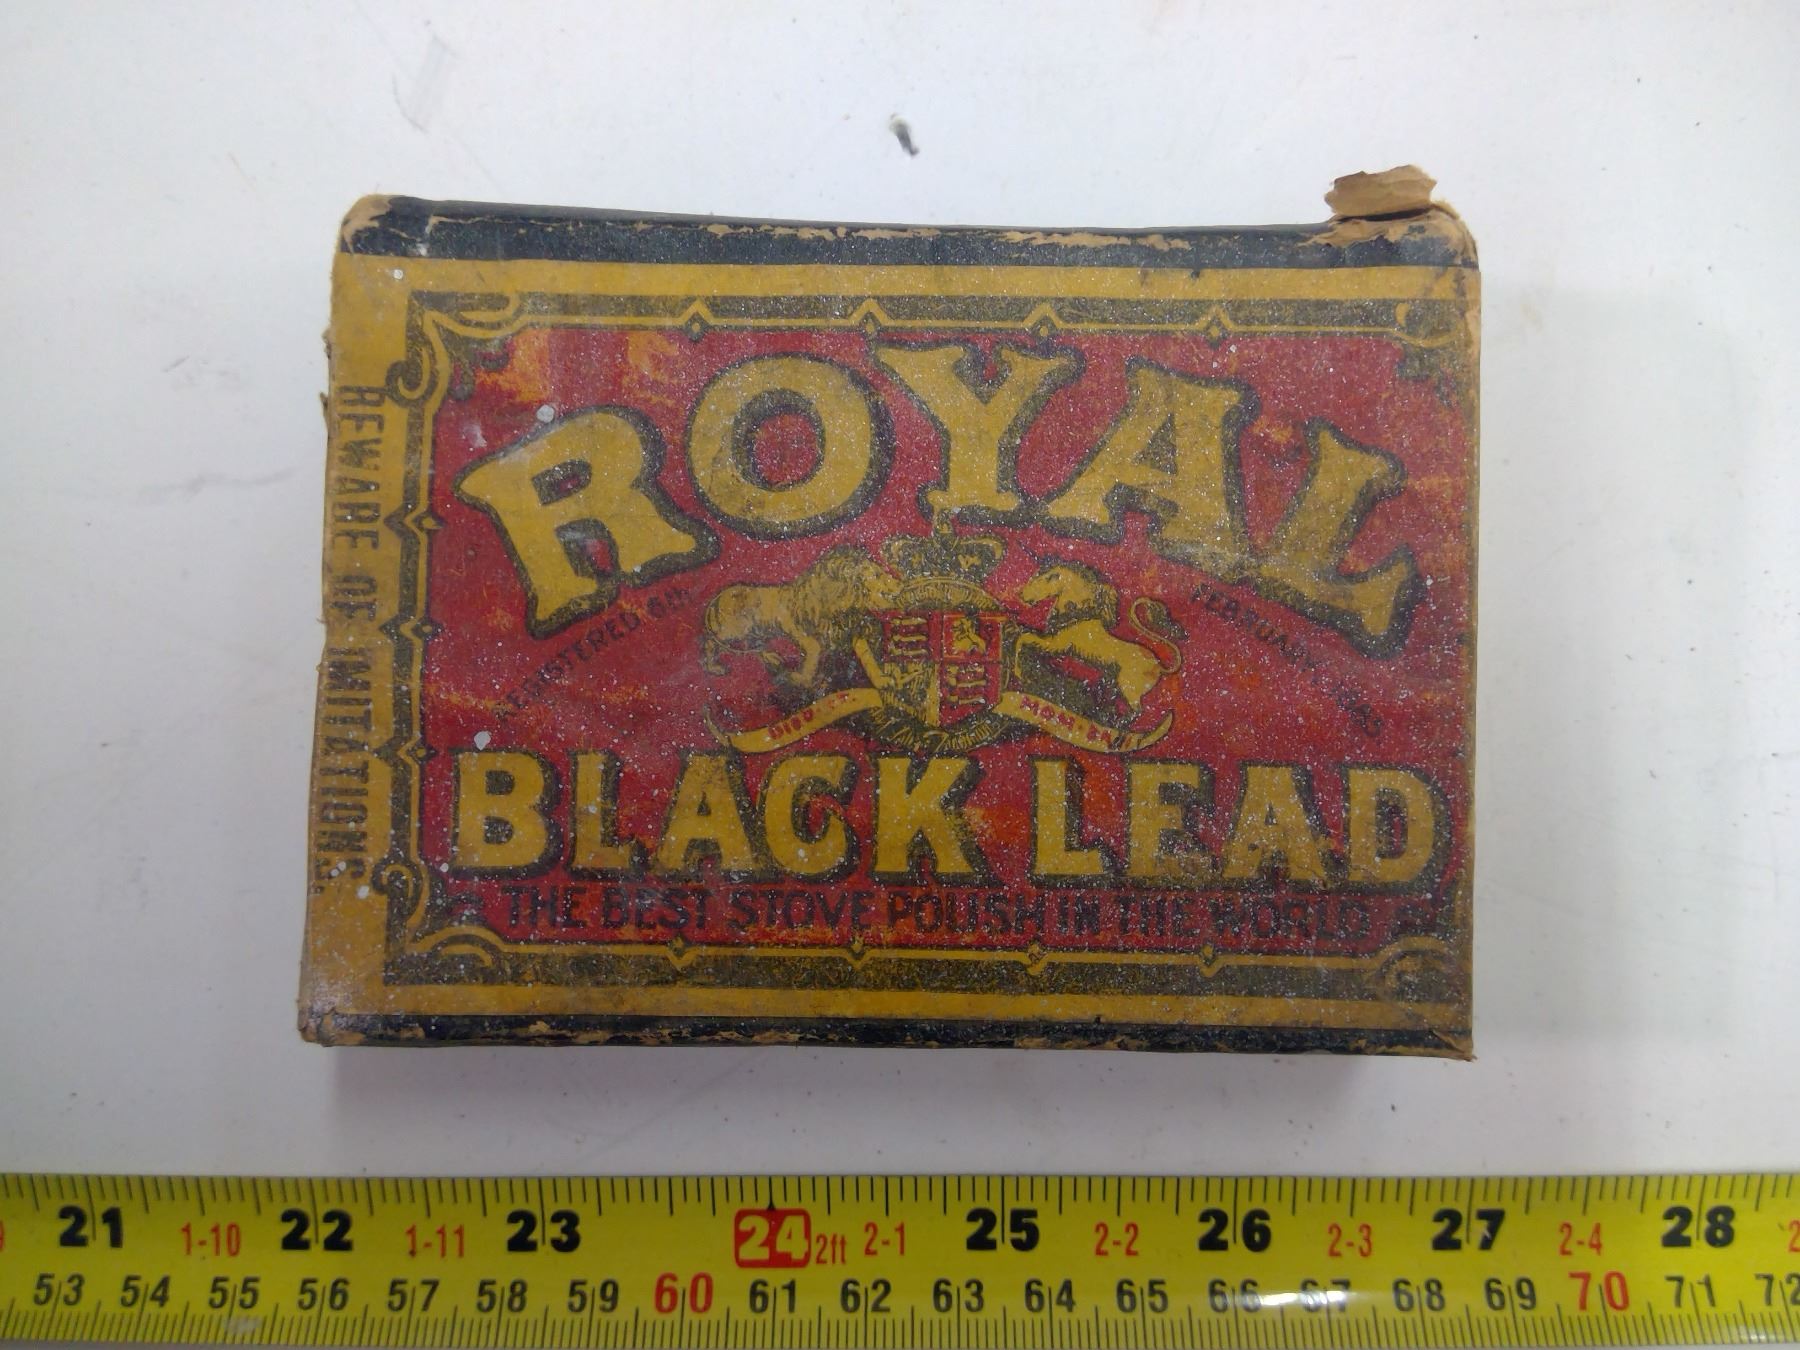 ROYAL
REGISTERED 6th FEBRUARY, 
BLACK LEAD
THE BEST STOVE POLISH IN THE WORLD
BEWARE OF IMITATIONS.
21 1-10 22 1-11 23 24 2ft 2-1 25 2-2 26 2-3 27 2-4 28
53 54 55 56 57 58 59 60 61 62 63 64 65 66 67 68 69 70 71 72